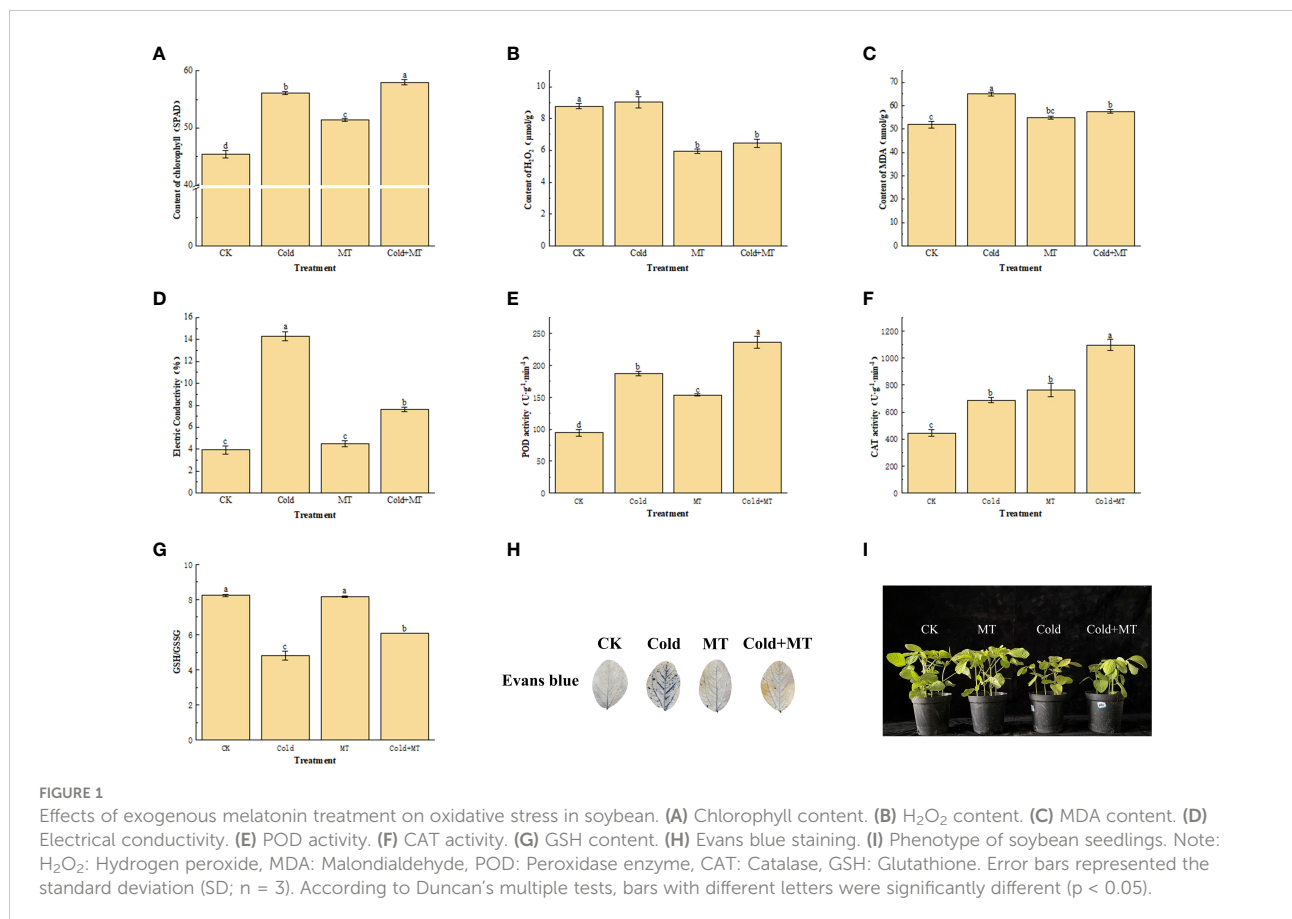 A
Content of chlorophyll (SPAD)
60
50
40
0
d
b
c
a
CK Cold MT Cold+MT
Treatment
B
Content of H₂O₂ (μmol/g)
10
8
6
4
2
0
a
a
b
b
CK Cold MT Cold+MT
Treatment
C
Content of MDA (nmol/g)
70
60
50
40
30
20
10
0
c
a
bc
b
CK Cold MT Cold+MT
Treatment
D
Electric Conductivity (%)
16
14
12
10
8
6
4
2
0
c
a
c
b
CK Cold MT Cold+MT
Treatment
E
POD activity (U·g⁻¹·min⁻¹)
250
200
150
100
50
0
d
b
c
a
CK Cold MT Cold+MT
Treatment
F
CAT activity (U·g⁻¹·min⁻¹)
1200
1000
800
600
400
200
0
c
b
b
a
CK Cold MT Cold+MT
Treatment
G
GSH/GSSG
10
8
6
4
2
0
a
c
a
b
CK Cold MT Cold+MT
Treatment
H
CK Cold MT Cold+MT
Evans blue
I
CK MT Cold Cold+MT
FIGURE 1
Effects of exogenous melatonin treatment on oxidative stress in soybean. (A) Chlorophyll content. (B) H₂O₂ content. (C) MDA content. (D)
Electrical conductivity. (E) POD activity. (F) CAT activity. (G) GSH content. (H) Evans blue staining. (I) Phenotype of soybean seedlings. Note:
H₂O₂: Hydrogen peroxide, MDA: Malondialdehyde, POD: Peroxidase enzyme, CAT: Catalase, GSH: Glutathione. Error bars represented the
standard deviation (SD; n = 3). According to Duncan's multiple tests, bars with different letters were significantly different (p < 0.05).